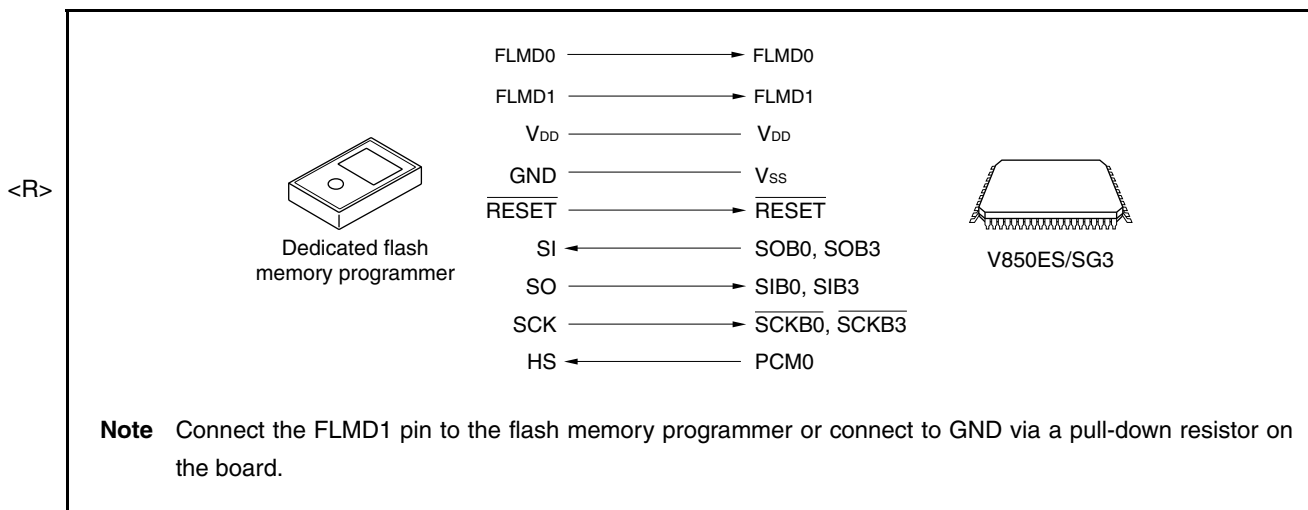 FLMD0 FLMD0
FLMD1 FLMD1
VDD VDD
<R>
GND VSS
RESET RESET
Dedicated flash
memory programmer
SI SOB0, SOB3
V850ES/SG3
SO SIB0, SIB3
SCK SCKB0, SCKB3
HS PCM0
Note Connect the FLMD1 pin to the flash memory programmer or connect to GND via a pull-down resistor on
the board.